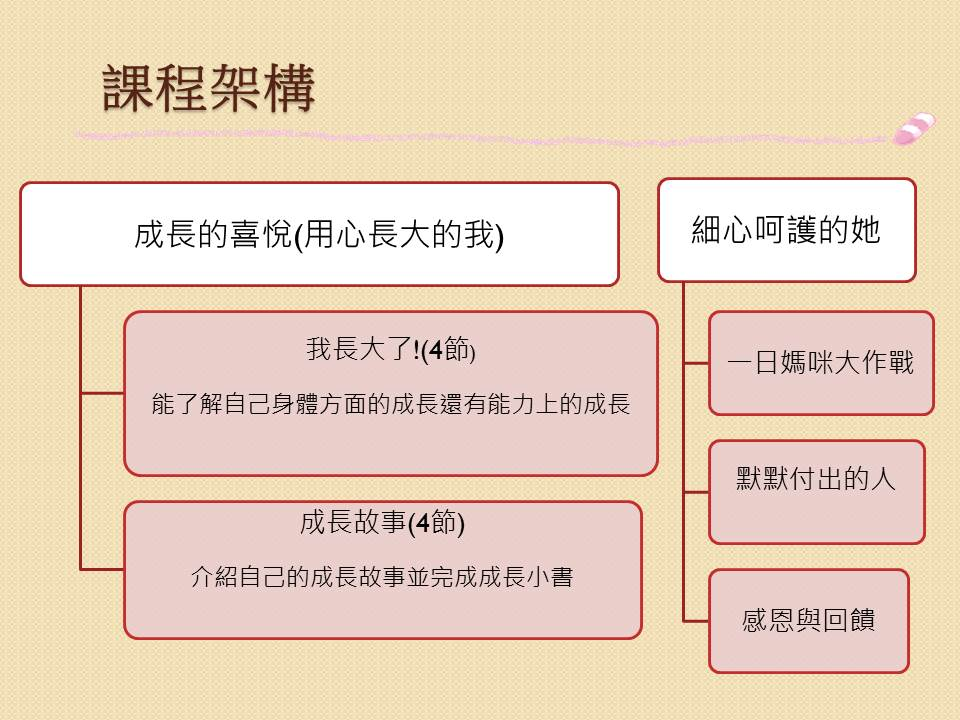 課程架構
成長的喜悅(用心長大的我)
我長大了!(4節)
能了解自己身體方面的成長還有能力上的成長
成長故事(4節)
介紹自己的成長故事並完成成長小書
細心呵護的她
一日媽咪大作戰
默默付出的人
感恩與回饋